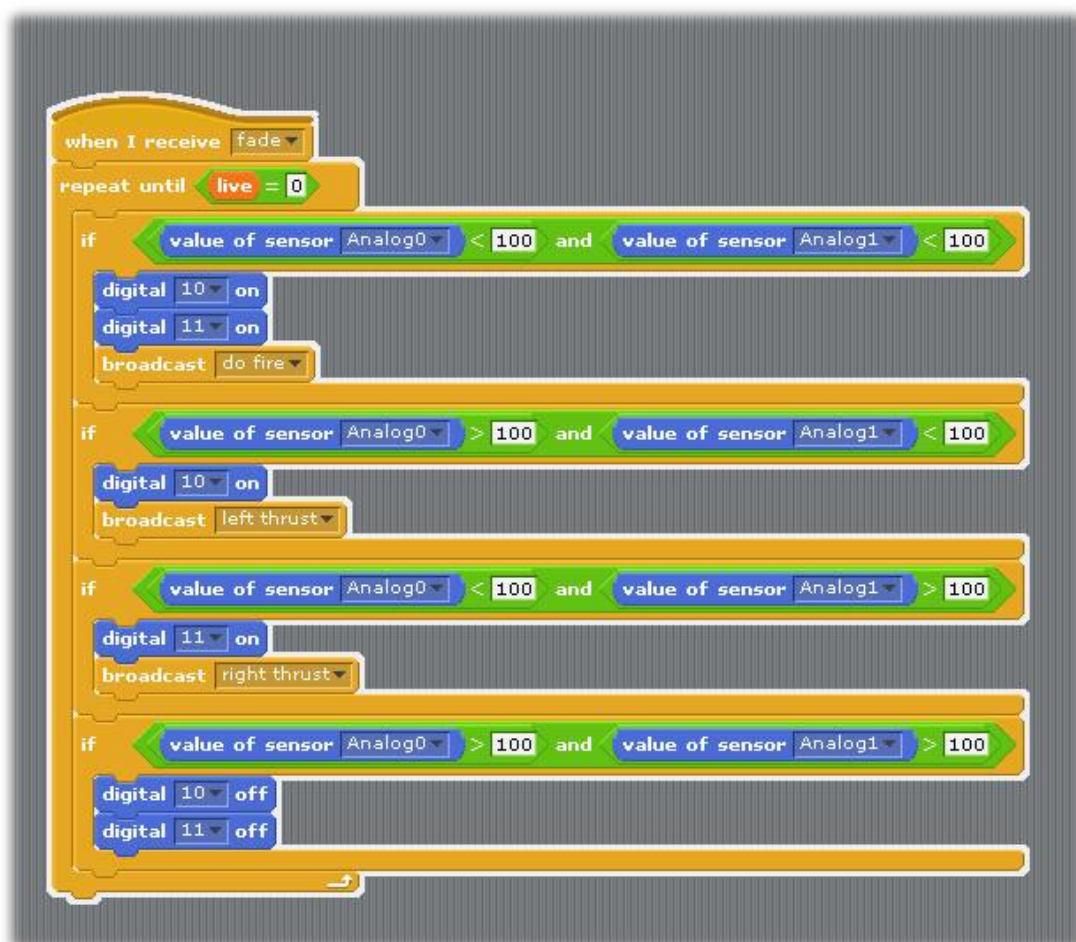 when I receive fade
repeat until live = 0
if value of sensor Analog0 < 100 and value of sensor Analog1 < 100
digital 10 on
digital 11 on
broadcast do fire
if value of sensor Analog0 > 100 and value of sensor Analog1 < 100
digital 10 on
broadcast left thrust
if value of sensor Analog0 < 100 and value of sensor Analog1 > 100
digital 11 on
broadcast right thrust
if value of sensor Analog0 > 100 and value of sensor Analog1 > 100
digital 10 off
digital 11 off